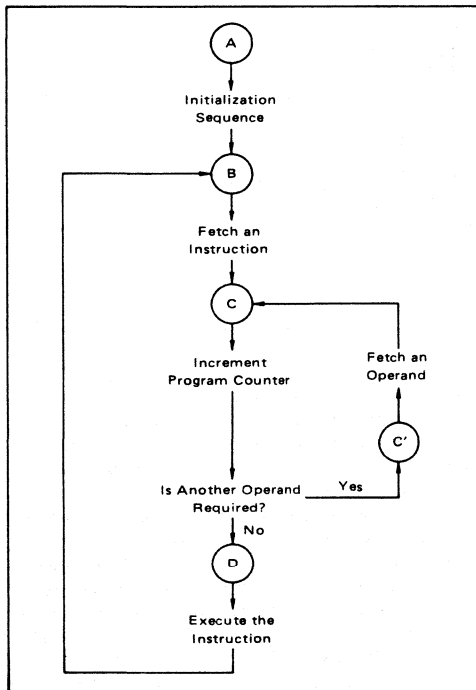 A
Initialization
Sequence
B
Fetch an
Instruction
C
Increment
Program Counter
Fetch an
Operand
C'
Is Another Operand
Required?
Yes
No
D
Execute the
Instruction